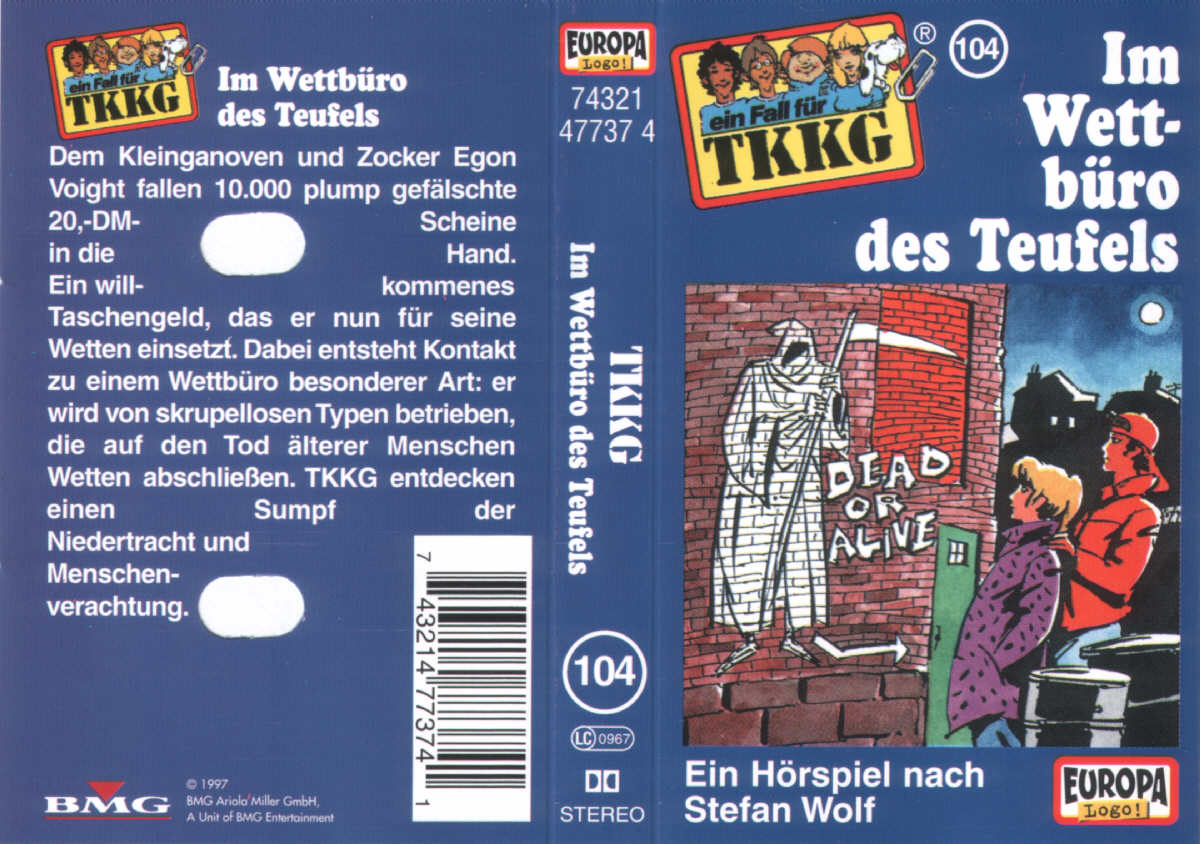 ein Fall für
TKKG
Im Wettbüro
des Teufels
Dem Kleinganoven und Zocker Egon
Voight fallen 10.000 plump gefälschte
20,-DM- Scheine
in die Hand.
Ein will- kommenes
Taschengeld, das er nun für seine
Wetten einsetzt. Dabei entsteht Kontakt
zu einem Wettbüro besonderer Art: er
wird von skrupellosen Typen betrieben,
die auf den Tod älterer Menschen
Wetten abschließen. TKKG entdecken
einen Sumpf der
Niedertracht und
Menschen-
verachtung.
7 43214 77374 1
BMG
© 1997
BMG Ariola Miller GmbH,
A Unit of BMG Entertainment
EUROPA
Logo!
74321
47737 4
TKKG
Im Wettbüro des Teufels
104
LC 0967
STEREO
ein Fall für
TKKG
®
104
Im
Wett-
büro
des Teufels
DEAD
OR
ALIVE
Ein Hörspiel nach
Stefan Wolf
EUROPA
Logo!